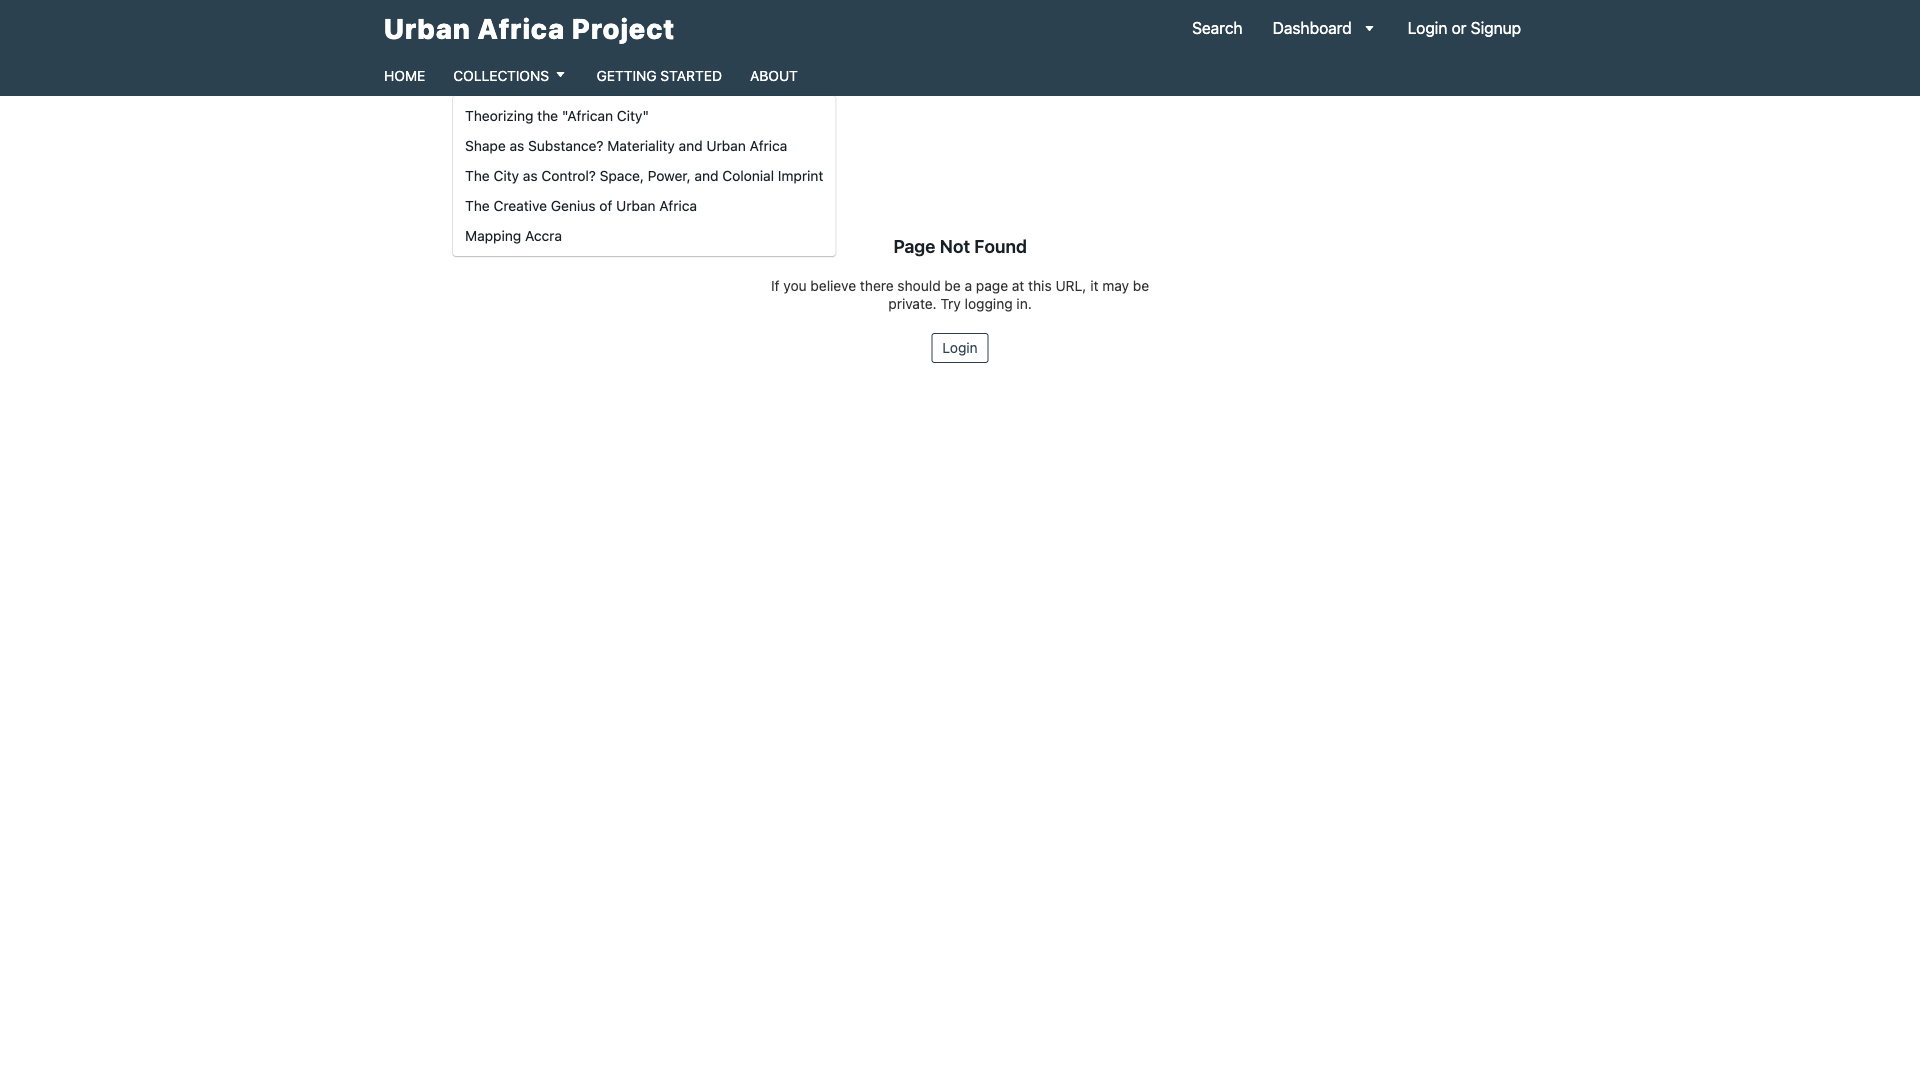 Urban Africa Project
Search
Dashboard
Login or Signup
HOME
COLLECTIONS
GETTING STARTED
ABOUT
Theorizing the "African City"
Shape as Substance? Materiality and Urban Africa
The City as Control? Space, Power, and Colonial Imprint
The Creative Genius of Urban Africa
Mapping Accra
Page Not Found
If you believe there should be a page at this URL, it may be
private. Try logging in.
Login